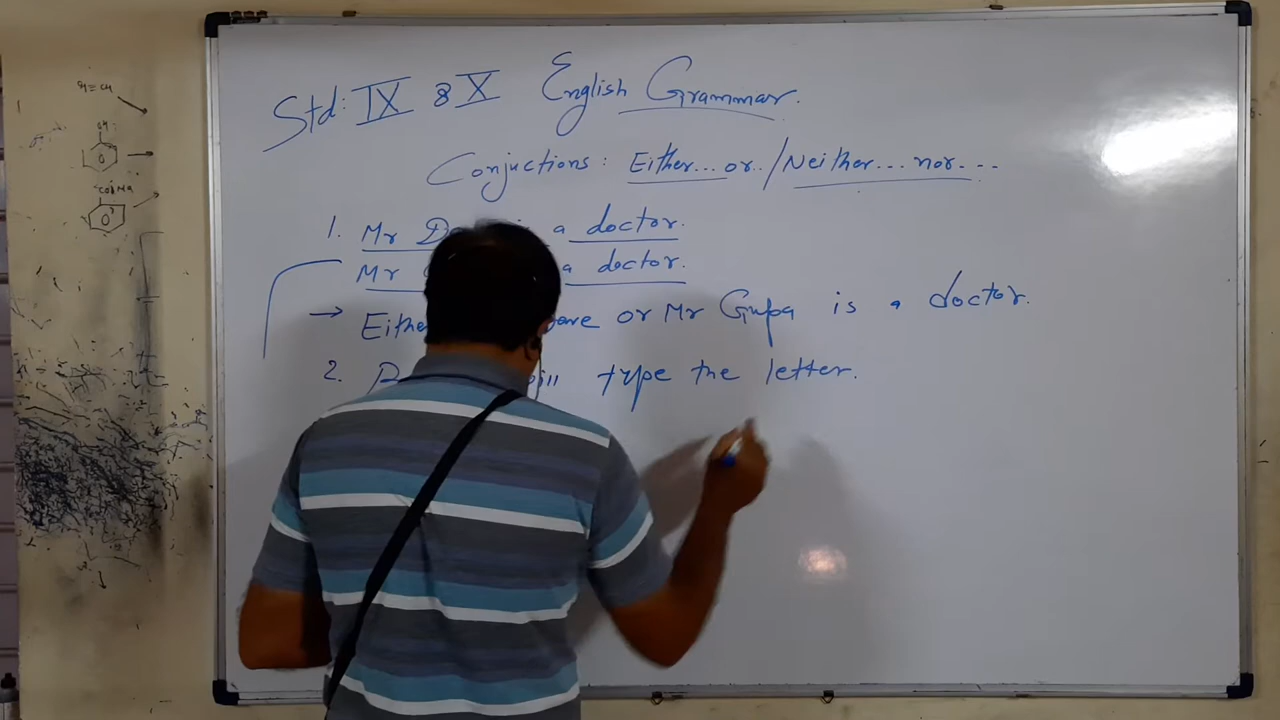 Std: IX & X English Grammar.
Conjuctions: Either...or../Neither...nor...
1. Mr a doctor.
Mr a doctor.
→ or Mr Gupa is a doctor.
2. type the letter.